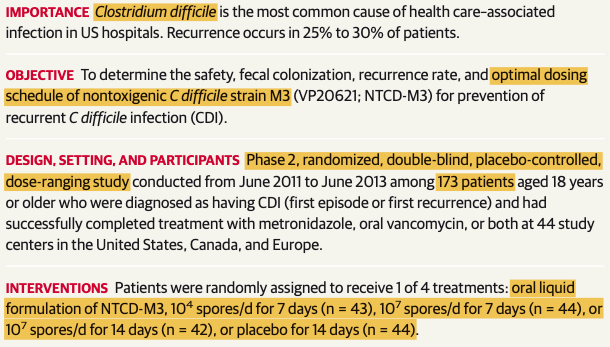 IMPORTANCE Clostridium difficile is the most common cause of health care–associated
infection in US hospitals. Recurrence occurs in 25% to 30% of patients.
OBJECTIVE To determine the safety, fecal colonization, recurrence rate, and optimal dosing
schedule of nontoxigenic C difficile strain M3 (VP20621; NTCD-M3) for prevention of
recurrent C difficile infection (CDI).
DESIGN, SETTING, AND PARTICIPANTS Phase 2, randomized, double-blind, placebo-controlled,
dose-ranging study conducted from June 2011 to June 2013 among 173 patients aged 18 years
or older who were diagnosed as having CDI (first episode or first recurrence) and had
successfully completed treatment with metronidazole, oral vancomycin, or both at 44 study
centers in the United States, Canada, and Europe.
INTERVENTIONS Patients were randomly assigned to receive 1 of 4 treatments: oral liquid
formulation of NTCD-M3, 10⁴ spores/d for 7 days (n = 43), 10⁷ spores/d for 7 days (n = 44), or
10⁷ spores/d for 14 days (n = 42), or placebo for 14 days (n = 44).